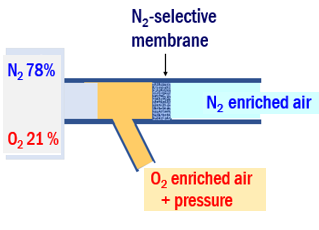 N₂-selective
membrane
N₂ 78%
N₂ enriched air
O₂ 21 %
O₂ enriched air
+ pressure